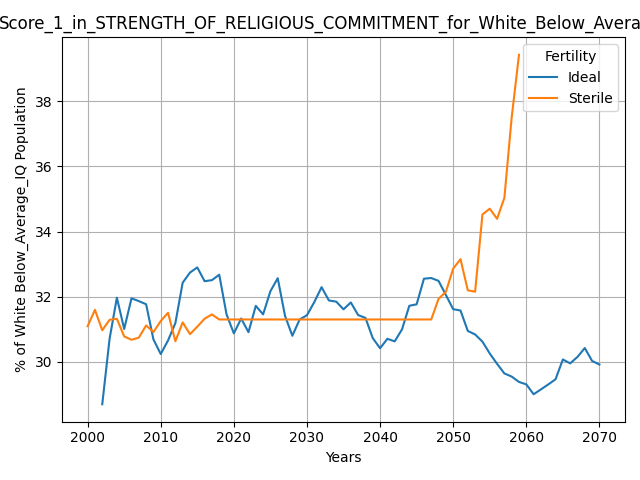 Score_1_in_STRENGTH_OF_RELIGIOUS_COMMITMENT_for_White_Below_Avera
Fertility
Ideal
Sterile
% of White Below_Average_IQ Population
38
36
34
32
30
2000 2010 2020 2030 2040 2050 2060 2070
Years